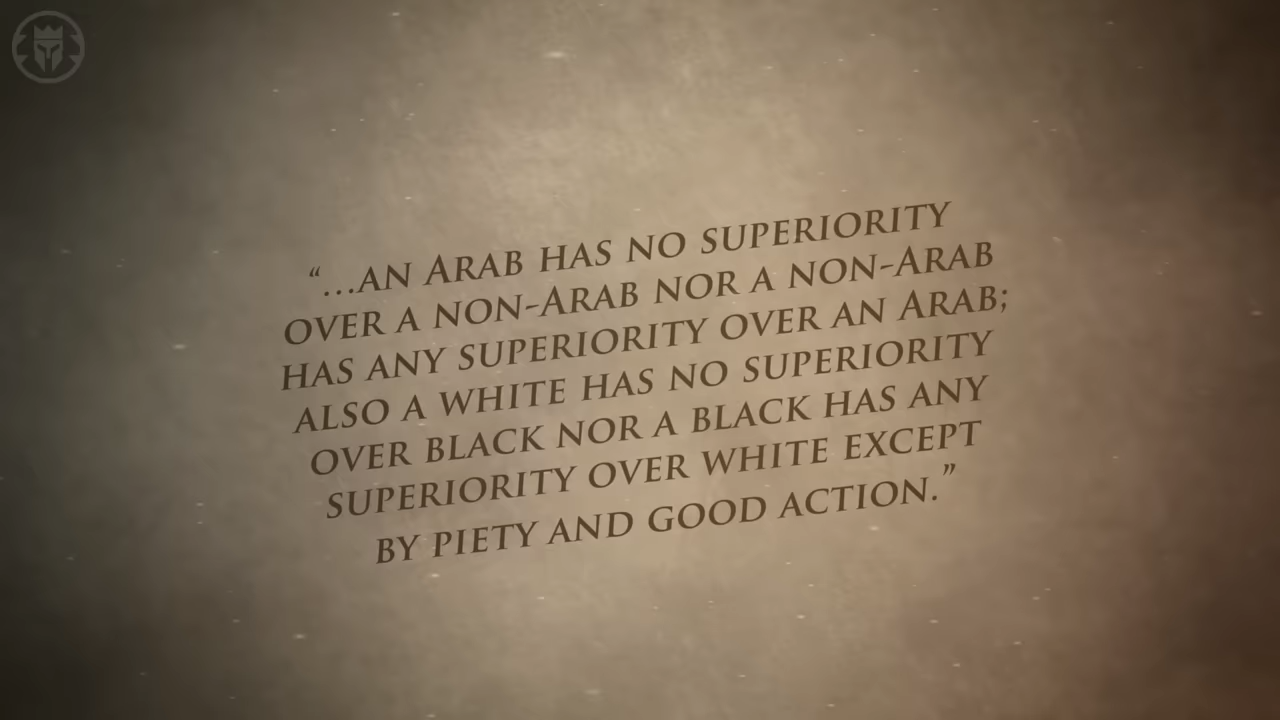 “…an Arab has no superiority
over a non-Arab nor a non-Arab
has any superiority over an Arab;
also a white has no superiority
over black nor a black has any
superiority over white except
by piety and good action.”